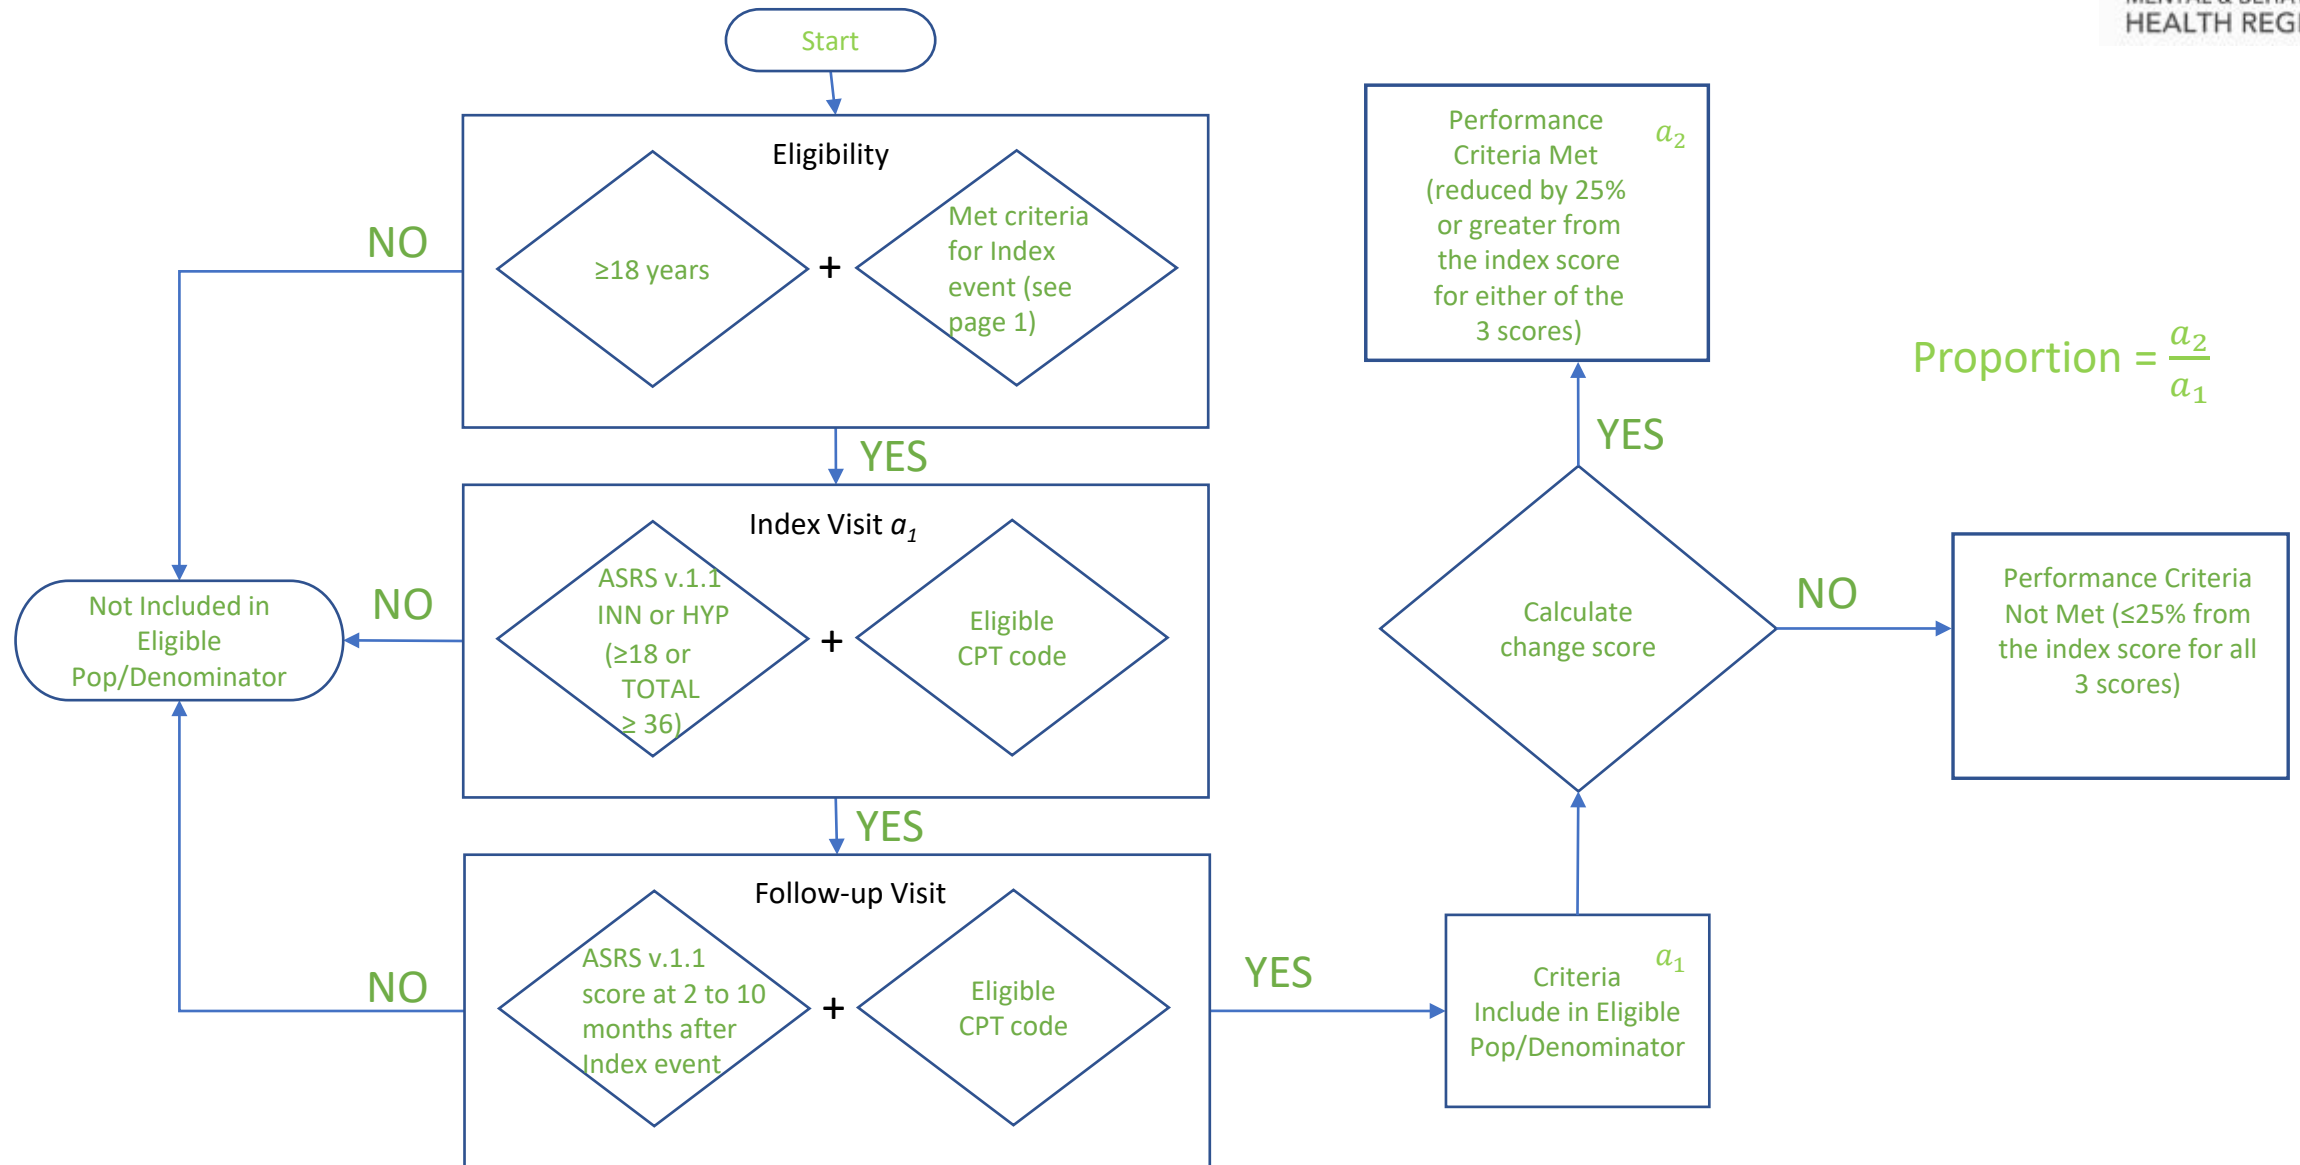 HEALTH REGI
Start
Eligibility
≥18 years
+
Met criteria
for Index
event (see
page 1)
NO
YES
Index Visit a₁
ASRS v.1.1
INN or HYP
(≥18 or
TOTAL
≥ 36)
+
Eligible
CPT code
NO
Not Included in
Eligible
Pop/Denominator
YES
Follow-up Visit
ASRS v.1.1
score at 2 to 10
months after
Index event
+
Eligible
CPT code
NO
YES
Criteria
a₁
Include in Eligible
Pop/Denominator
Calculate
change score
YES
Performance
Criteria Met
a₂
(reduced by 25%
or greater from
the index score
for either of the
3 scores)
NO
Performance Criteria
Not Met (≤25% from
the index score for all
3 scores)
Proportion = a₂/a₁